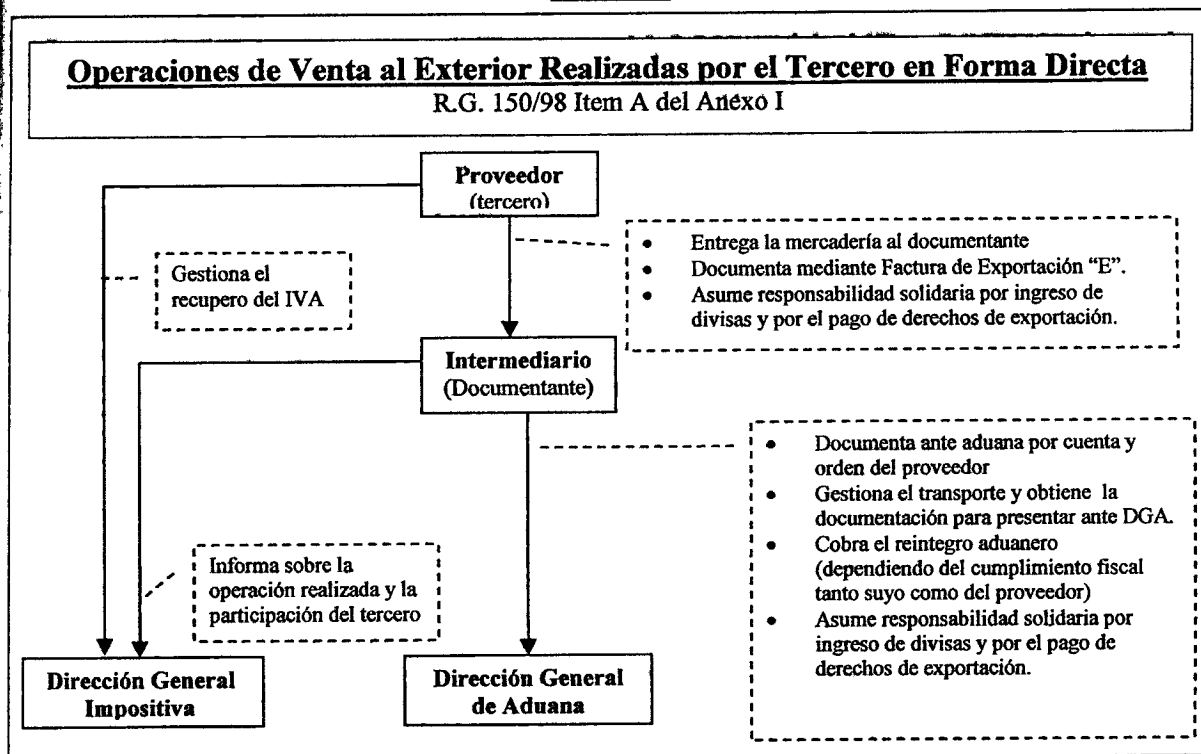 Operaciones de Venta al Exterior Realizadas por el Tercero en Forma Directa
R.G. 150/98 Item A del Anexo I
Proveedor
(tercero)
Gestiona el
recupero del IVA
• Entrega la mercadería al documentante
• Documenta mediante Factura de Exportación “E”.
• Asume responsabilidad solidaria por ingreso de
divisas y por el pago de derechos de exportación.
Intermediario
(Documentante)
• Documenta ante aduana por cuenta y
orden del proveedor
• Gestiona el transporte y obtiene la
documentación para presentar ante DGA.
• Cobra el reintegro aduanero
(dependiendo del cumplimiento fiscal
tanto suyo como del proveedor)
• Asume responsabilidad solidaria por
ingreso de divisas y por el pago de
derechos de exportación.
Informa sobre la
operación realizada y la
participación del tercero
Dirección General
Impositiva
Dirección General
de Aduana